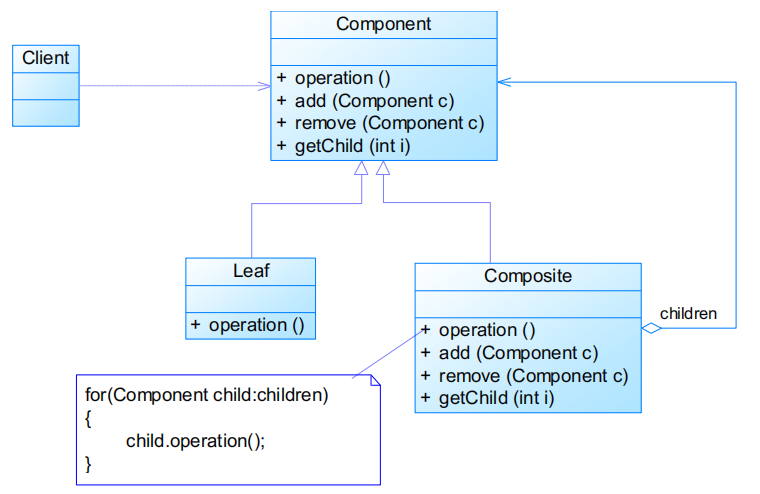 Component
Client
+ operation ()
+ add (Component c)
+ remove (Component c)
+ getChild (int i)
Leaf
+ operation ()
Composite
+ operation ()
+ add (Component c)
+ remove (Component c)
+ getChild (int i)
children
for(Component child:children)
{
child.operation();
}